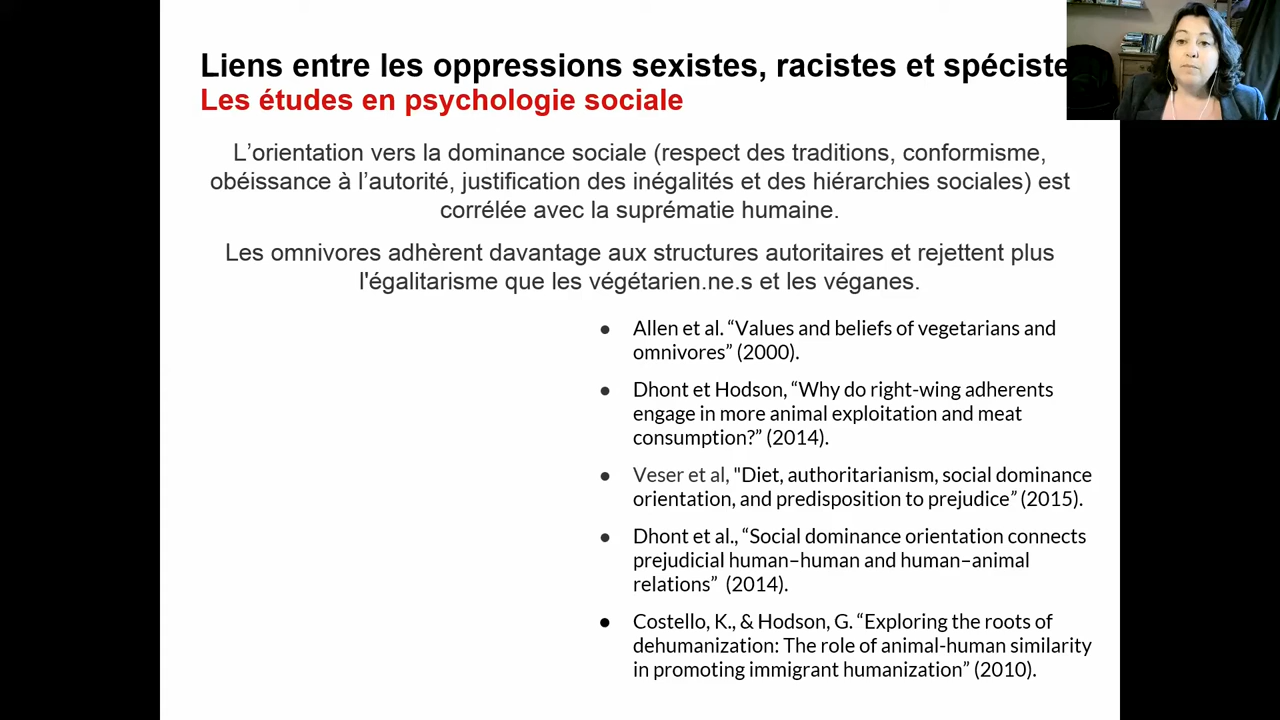 Liens entre les oppressions sexistes, racistes et spéciste
Les études en psychologie sociale
L’orientation vers la dominance sociale (respect des traditions, conformisme,
obéissance à l’autorité, justification des inégalités et des hiérarchies sociales) est
corrélée avec la suprématie humaine.
Les omnivores adhèrent davantage aux structures autoritaires et rejettent plus
l'égalitarisme que les végétarien.ne.s et les véganes.
● Allen et al. “Values and beliefs of vegetarians and
omnivores” (2000).
● Dhont et Hodson, “Why do right-wing adherents
engage in more animal exploitation and meat
consumption?” (2014).
● Veser et al, "Diet, authoritarianism, social dominance
orientation, and predisposition to prejudice” (2015).
● Dhont et al., “Social dominance orientation connects
prejudicial human–human and human–animal
relations” (2014).
● Costello, K., & Hodson, G. “Exploring the roots of
dehumanization: The role of animal-human similarity
in promoting immigrant humanization” (2010).